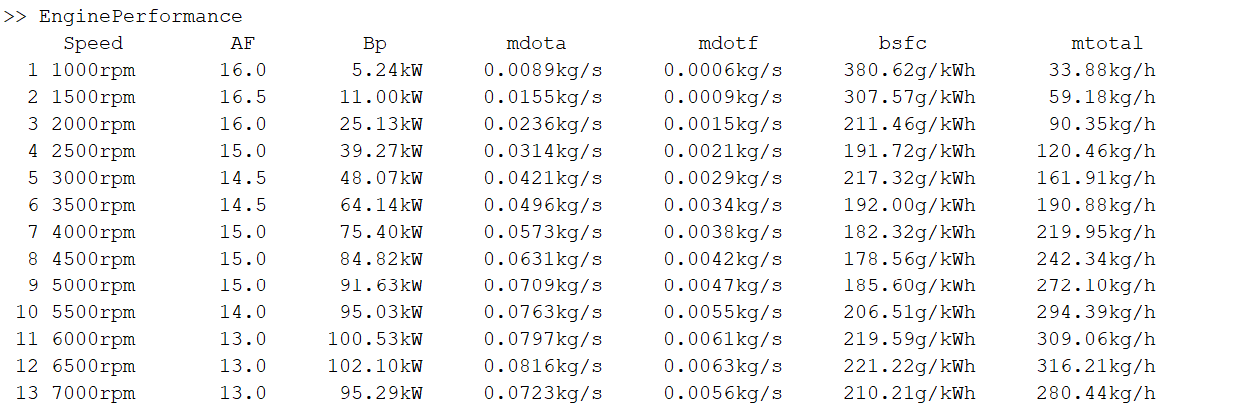 >> EnginePerformance
Speed AF Bp mdota mdotf bsfc mtotal
1 1000rpm 16.0 5.24kW 0.0089kg/s 0.0006kg/s 380.62g/kWh 33.88kg/h
2 1500rpm 16.5 11.00kW 0.0155kg/s 0.0009kg/s 307.57g/kWh 59.18kg/h
3 2000rpm 16.0 25.13kW 0.0236kg/s 0.0015kg/s 211.46g/kWh 90.35kg/h
4 2500rpm 15.0 39.27kW 0.0314kg/s 0.0021kg/s 191.72g/kWh 120.46kg/h
5 3000rpm 14.5 48.07kW 0.0421kg/s 0.0029kg/s 217.32g/kWh 161.91kg/h
6 3500rpm 14.5 64.14kW 0.0496kg/s 0.0034kg/s 192.00g/kWh 190.88kg/h
7 4000rpm 15.0 75.40kW 0.0573kg/s 0.0038kg/s 182.32g/kWh 219.95kg/h
8 4500rpm 15.0 84.82kW 0.0631kg/s 0.0042kg/s 178.56g/kWh 242.34kg/h
9 5000rpm 15.0 91.63kW 0.0709kg/s 0.0047kg/s 185.60g/kWh 272.10kg/h
10 5500rpm 14.0 95.03kW 0.0763kg/s 0.0055kg/s 206.51g/kWh 294.39kg/h
11 6000rpm 13.0 100.53kW 0.0797kg/s 0.0061kg/s 219.59g/kWh 309.06kg/h
12 6500rpm 13.0 102.10kW 0.0816kg/s 0.0063kg/s 221.22g/kWh 316.21kg/h
13 7000rpm 13.0 95.29kW 0.0723kg/s 0.0056kg/s 210.21g/kWh 280.44kg/h